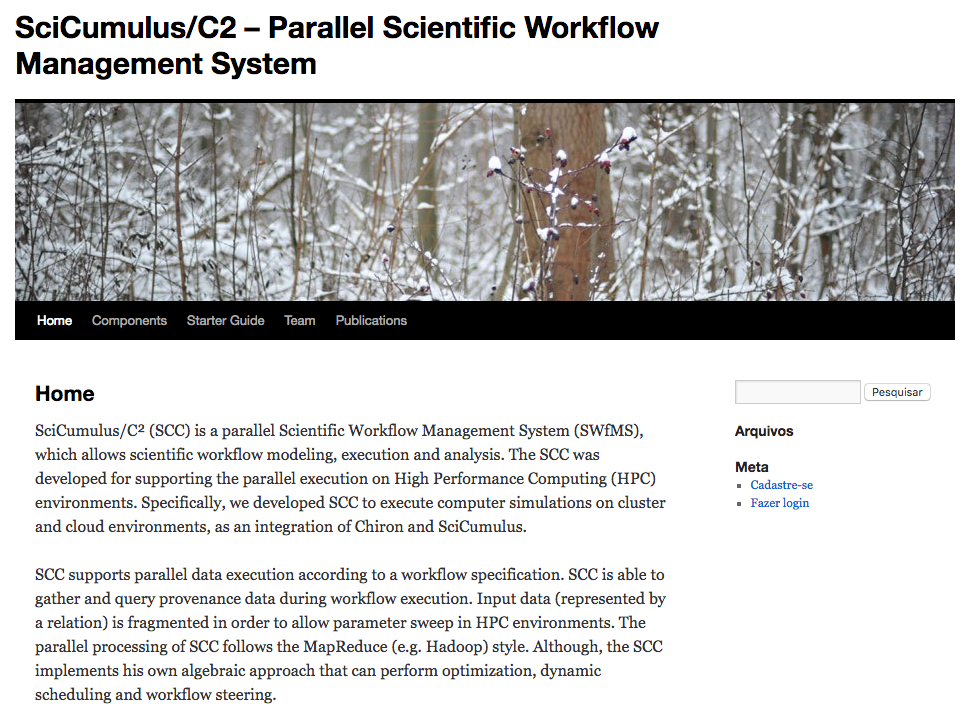 SciCumulus/C2 – Parallel Scientific Workflow
Management System
Home Components Starter Guide Team Publications
Home
SciCumulus/C² (SCC) is a parallel Scientific Workflow Management System (SWfMS),
which allows scientific workflow modeling, execution and analysis. The SCC was
developed for supporting the parallel execution on High Performance Computing (HPC)
environments. Specifically, we developed SCC to execute computer simulations on cluster
and cloud environments, as an integration of Chiron and SciCumulus.
SCC supports parallel data execution according to a workflow specification. SCC is able to
gather and query provenance data during workflow execution. Input data (represented by
a relation) is fragmented in order to allow parameter sweep in HPC environments. The
parallel processing of SCC follows the MapReduce (e.g. Hadoop) style. Although, the SCC
implements his own algebraic approach that can perform optimization, dynamic
scheduling and workflow steering.
Pesquisar
Arquivos
Meta
Cadastre-se
Fazer login